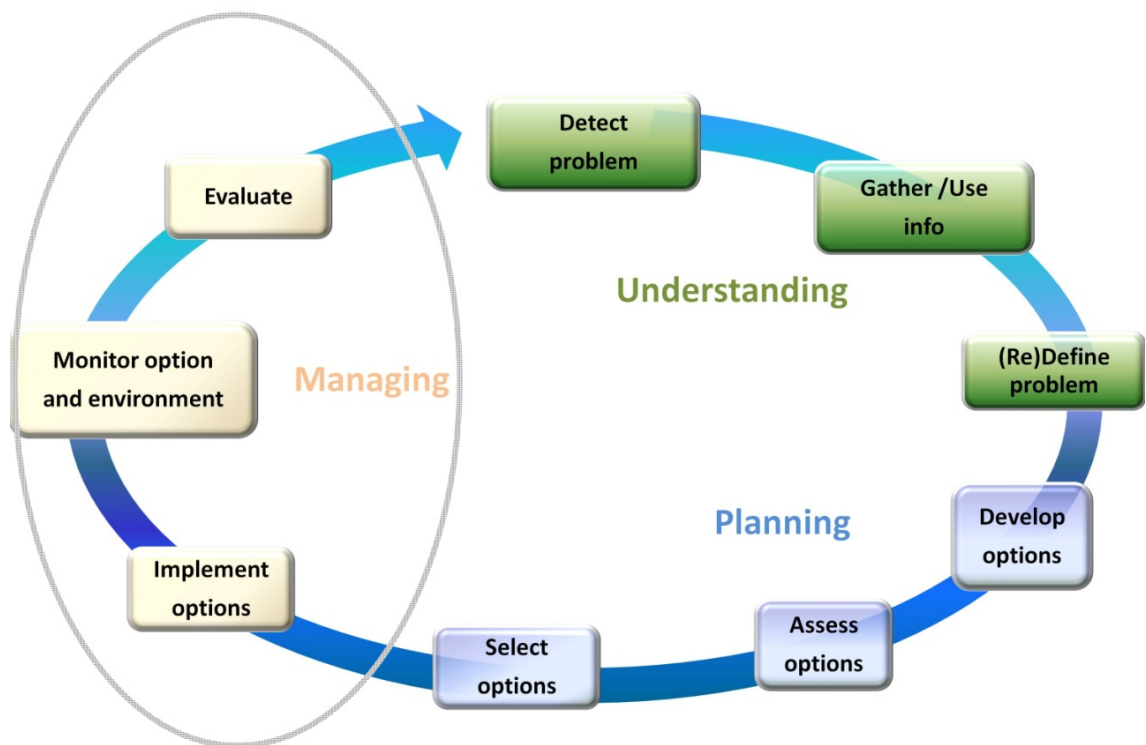 Detect
problem
Gather /Use
info
(Re)Define
problem
Understanding
Develop
options
Assess
options
Select
options
Planning
Implement
options
Monitor option
and environment
Evaluate
Managing